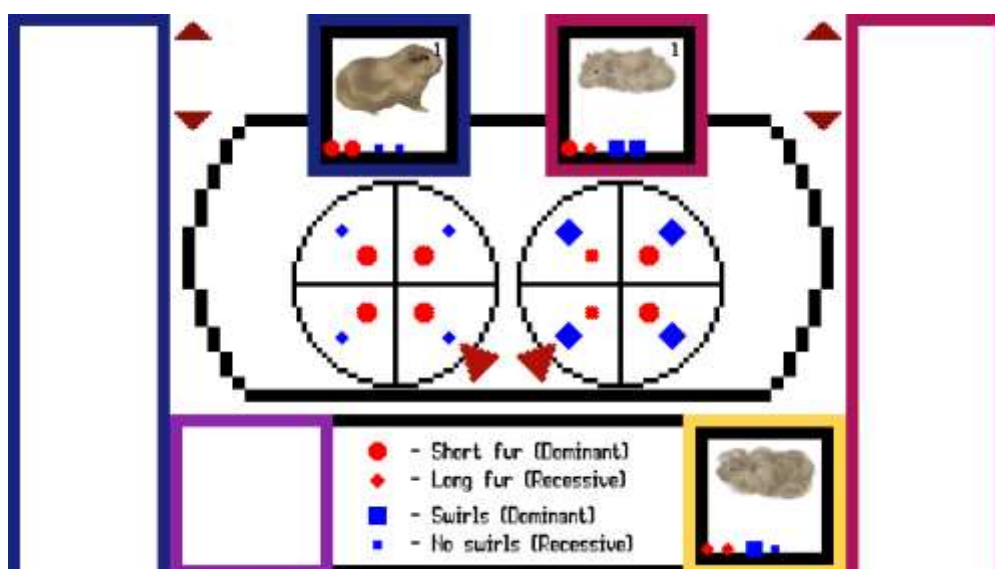 1
1
- Short fur (Dominant)
- Long fur (Recessive)
- Swirls (Dominant)
- No swirls (Recessive)